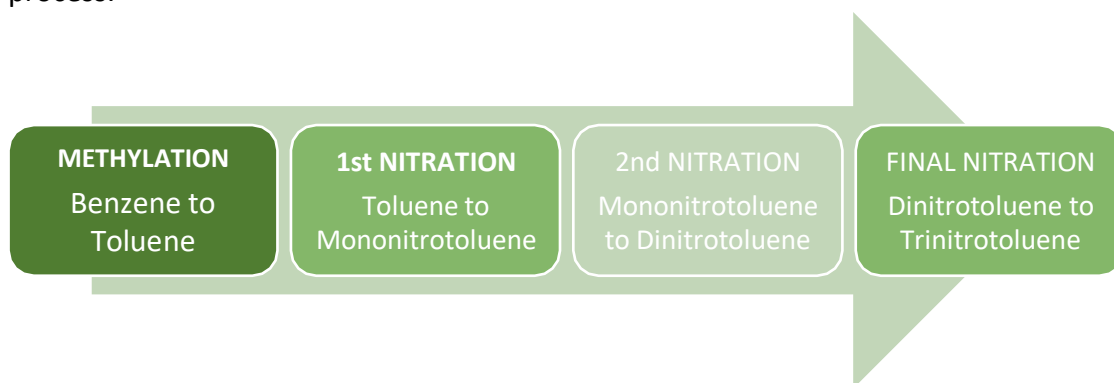 process.
METHYLATION
Benzene to
Toluene
1st NITRATION
Toluene to
Mononitrotoluene
2nd NITRATION
Mononitrotoluene
to Dinitrotoluene
FINAL NITRATION
Dinitrotoluene to
Trinitrotoluene